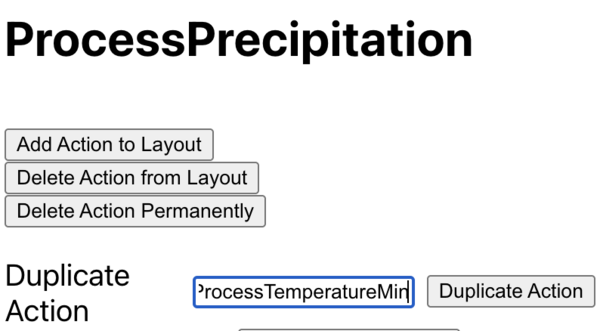 ProcessPrecipitation
Add Action to Layout
Delete Action from Layout
Delete Action Permanently
Duplicate
Action
ProcessTemperatureMin
Duplicate Action